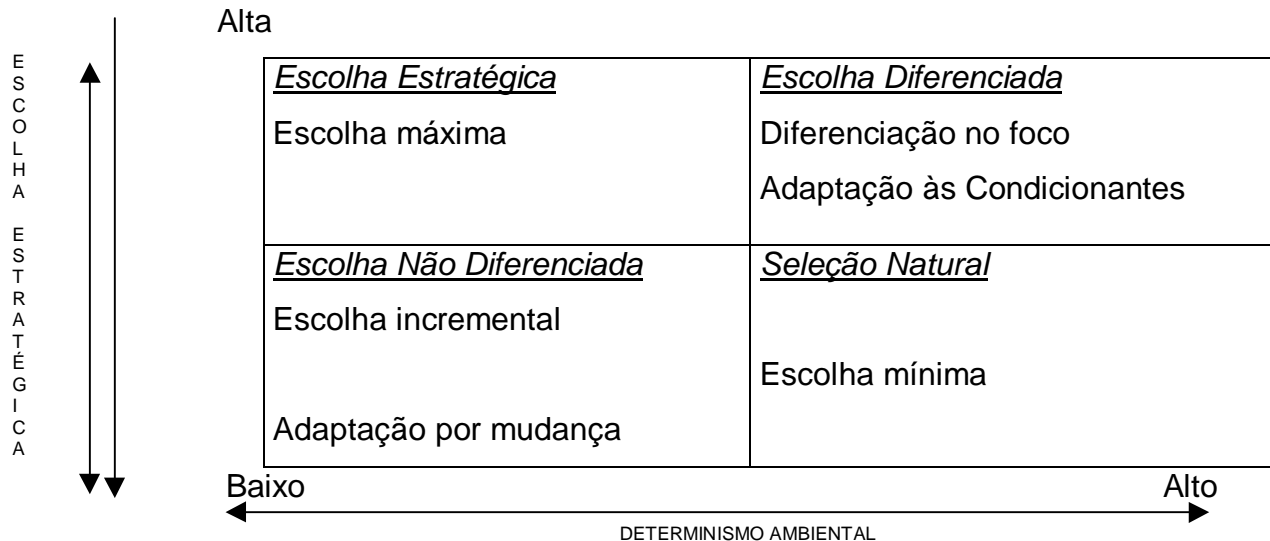 Alta
ESCOLHA ESTRATÉGICA
Escolha Estratégica
Escolha máxima
Escolha Diferenciada
Diferenciação no foco
Adaptação às Condicionantes
Escolha Não Diferenciada
Escolha incremental
Adaptação por mudança
Seleção Natural
Escolha mínima
Baixo
Alto
DETERMINISMO AMBIENTAL